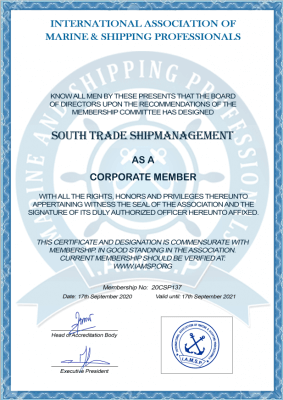 INTERNATIONAL ASSOCIATION OF
MARINE & SHIPPING PROFESSIONALS
KNOW ALL MEN BY THESE PRESENTS THAT THE BOARD
OF DIRECTORS UPON THE RECOMMENDATIONS OF THE
MEMBERSHIP COMMITTEE HAS DESIGNED
SOUTH TRADE SHIPMANAGEMENT
AS A
CORPORATE MEMBER
WITH ALL THE RIGHTS, HONORS AND PRIVILEGES THEREUNTO
APPERTAINING WITNESS THE SEAL OF THE ASSOCIATION AND THE
SIGNATURE OF ITS DULY AUTHORIZED OFFICER HEREUNTO AFFIXED.
THIS CERTIFICATE AND DESIGNATION IS COMMENSURATE WITH
MEMBERSHIP. IN GOOD STANDING IN THE ASSOCIATION.
CURRENT MEMBERSHIP SHOULD BE VERIFIED AT:
WWW.IAMSP.ORG
Membership No: 20CSP137
Date: 17th September 2020 Valid until: 17th September 2021
Head of Accreditation Body
Executive President
I.A.M.S.P.